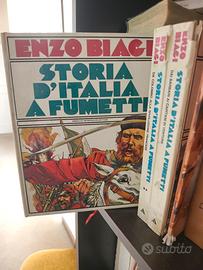 ENZO BIAGI
STORIA
D'ITALIA
A FUMETTI
ENZO
BIAGI
STORIA D'ITALIA A FUMETTI
ENZO
BIAGI
STORIA D'ITALIA A FUMETTI
subito